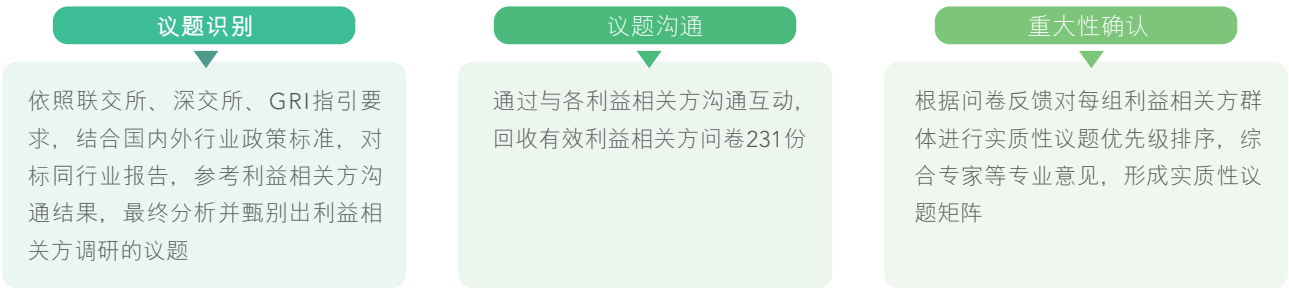 议题识别
依照联交所、深交所、GRI指引要
求，结合国内外行业政策标准，对
标同行业报告，参考利益相关方沟
通结果，最终分析并甄别出利益相
关方调研的议题
议题沟通
通过与各利益相关方沟通互动，
回收有效利益相关方问卷231份
重大性确认
根据问卷反馈对每组利益相关方群
体进行实质性议题优先级排序，综
合专家等专业意见，形成实质性议
题矩阵